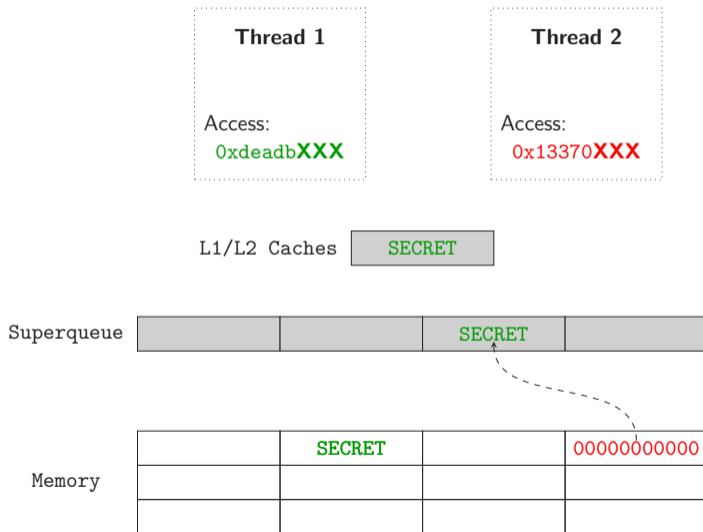 Thread 1
Thread 2
Access:
0xdeadbXXX
Access:
0x13370XXX
L1/L2 Caches
SECRET
Superqueue
SECRET
SECRET
00000000000
Memory